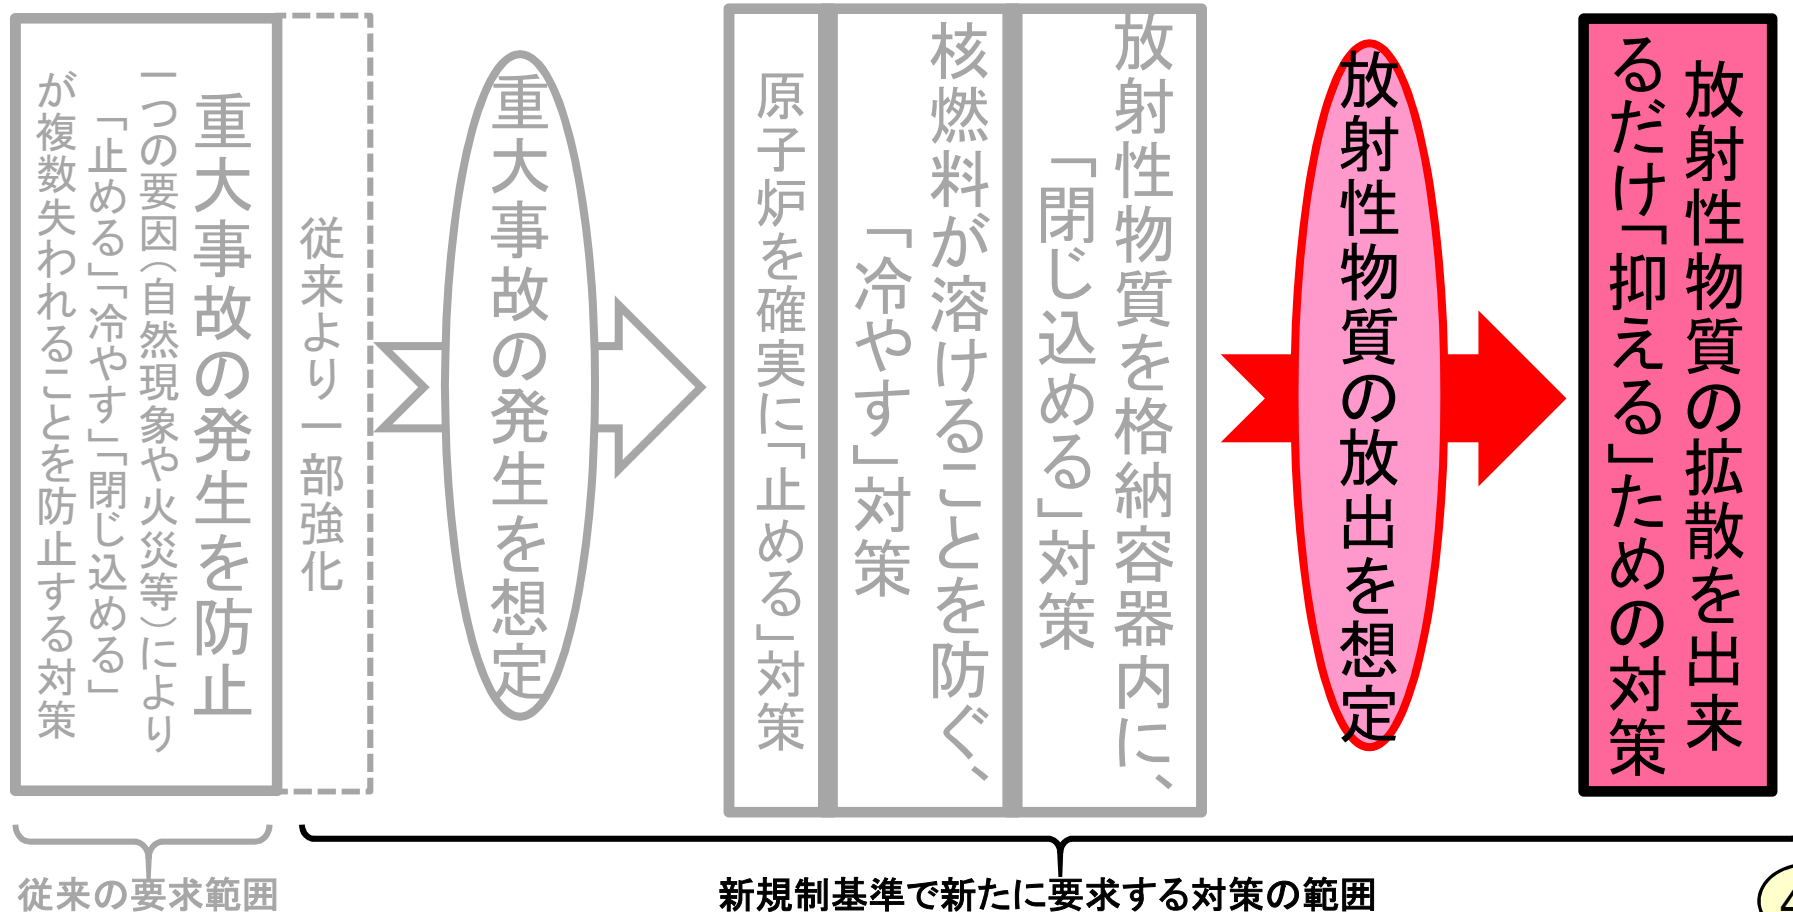 重大事故の発生を防止
一つの要因(自然現象や火災等)により
「止める」「冷やす」「閉じ込める」
が複数失われることを防止する対策
従来より一部強化
重大事故の発生を想定
原子炉を確実に「止める」対策
核燃料が溶けることを防ぐ、
「冷やす」対策
放射性物質を格納容器内に、
「閉じ込める」対策
放射性物質の放出を想定
放射性物質の拡散を出来
るだけ「抑える」ための対策
従来の要求範囲
新規制基準で新たに要求する対策の範囲